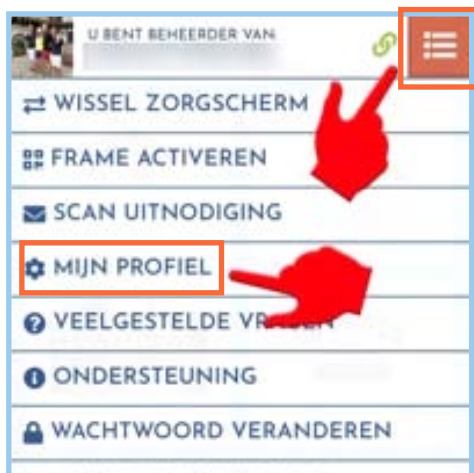 U BENT BEHEERDER VAN:
WISSEL ZORGSCHERM
FRAME ACTIVEREN
SCAN UITNODIGING
MIJN PROFIEL
VEELGESTELDE VRAGEN
ONDERSTEUNING
WACHTWOORD VERANDEREN